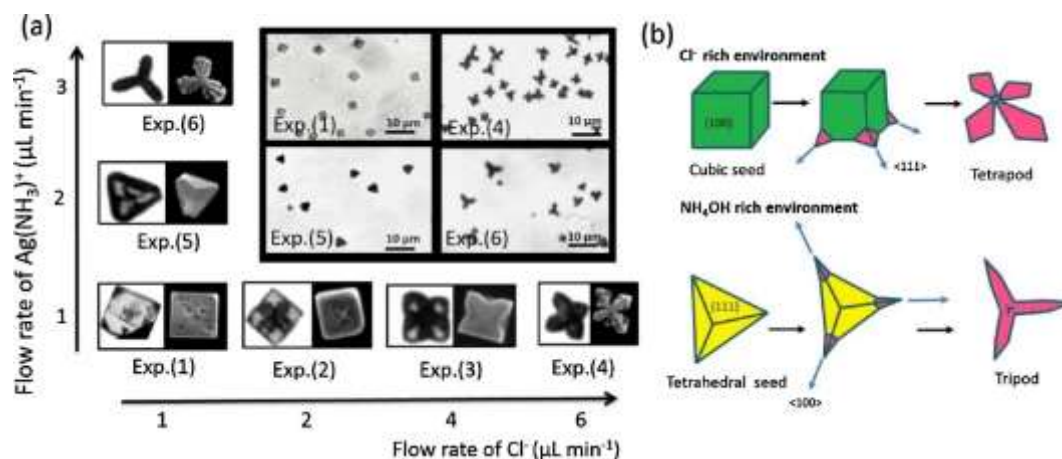 (a)
Flow rate of Ag(NH₃)⁺ (μL min⁻¹)
3
2
1
Exp.(6)
Exp.(5)
Exp.(1)
10 μm
Exp.(4)
10 μm
Exp.(5)
10 μm
Exp.(6)
10 μm
Exp.(1)
Exp.(2)
Exp.(3)
Exp.(4)
1
2
4
6
Flow rate of Cl⁻ (μL min⁻¹)
(b)
Cl⁻ rich environment
{100}
Cubic seed
<111>
Tetrapod
NH₄OH rich environment
{111}
Tetrahedral seed
<100>
Tripod